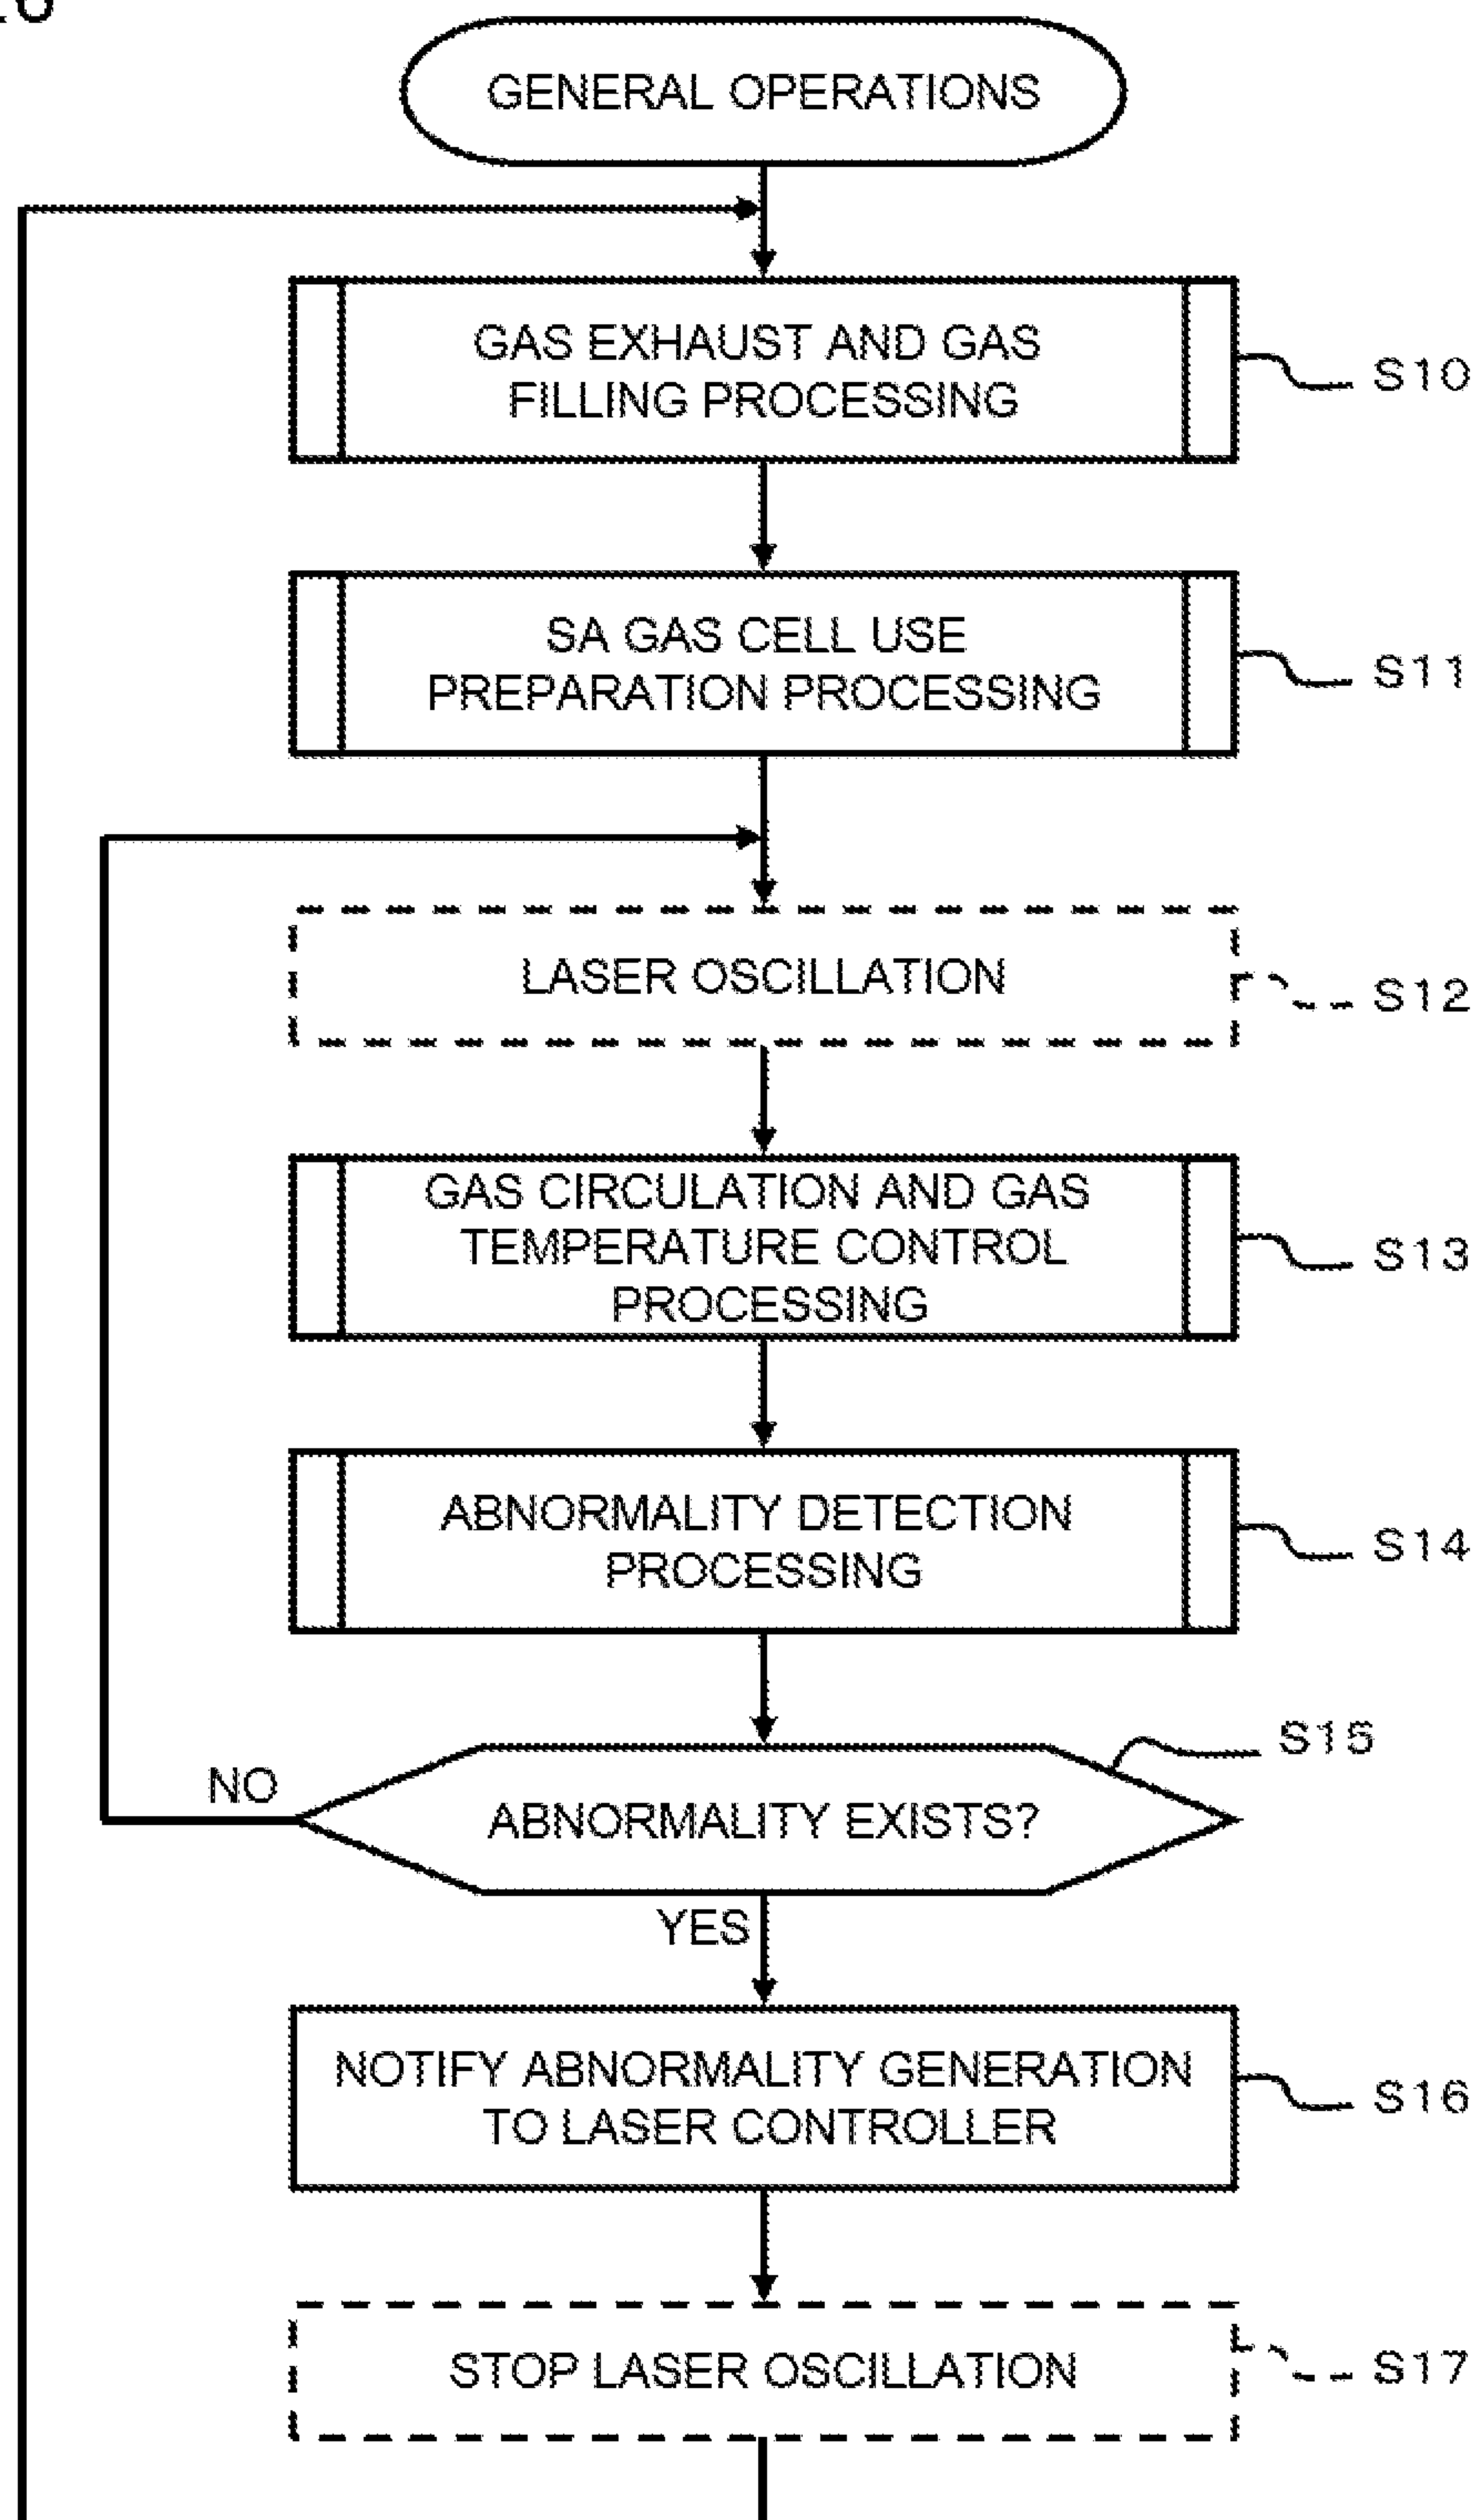 GENERAL OPERATIONS
GAS EXHAUST AND GAS
FILLING PROCESSING
S10
SA GAS CELL USE
PREPARATION PROCESSING
S11
LASER OSCILLATION
S12
GAS CIRCULATION AND GAS
TEMPERATURE CONTROL
PROCESSING
S13
ABNORMALITY DETECTION
PROCESSING
S14
S15
NO
ABNORMALITY EXISTS?
YES
NOTIFY ABNORMALITY GENERATION
TO LASER CONTROLLER
S16
STOP LASER OSCILLATION
S17